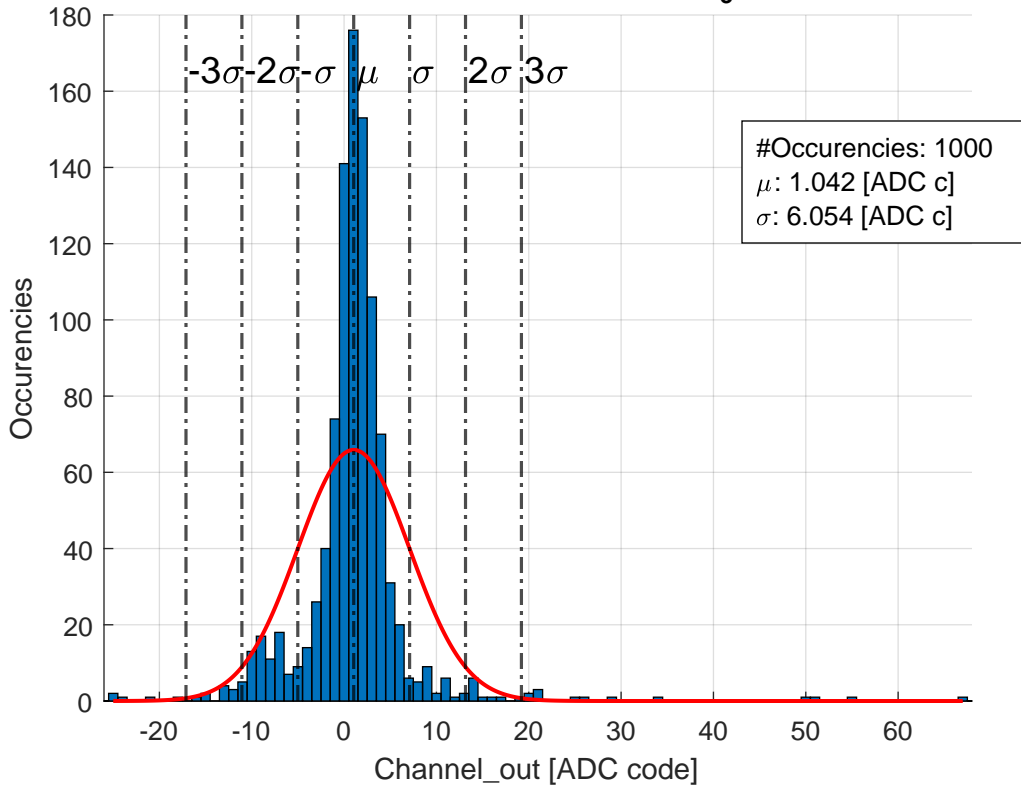 180
160
140
120
100
80
60
40
20
0
Occurencies
-3σ -2σ -σ μ σ 2σ 3σ
#Occurencies: 1000
μ: 1.042 [ADC c]
σ: 6.054 [ADC c]
-20 -10 0 10 20 30 40 50 60
Channel_out [ADC code]